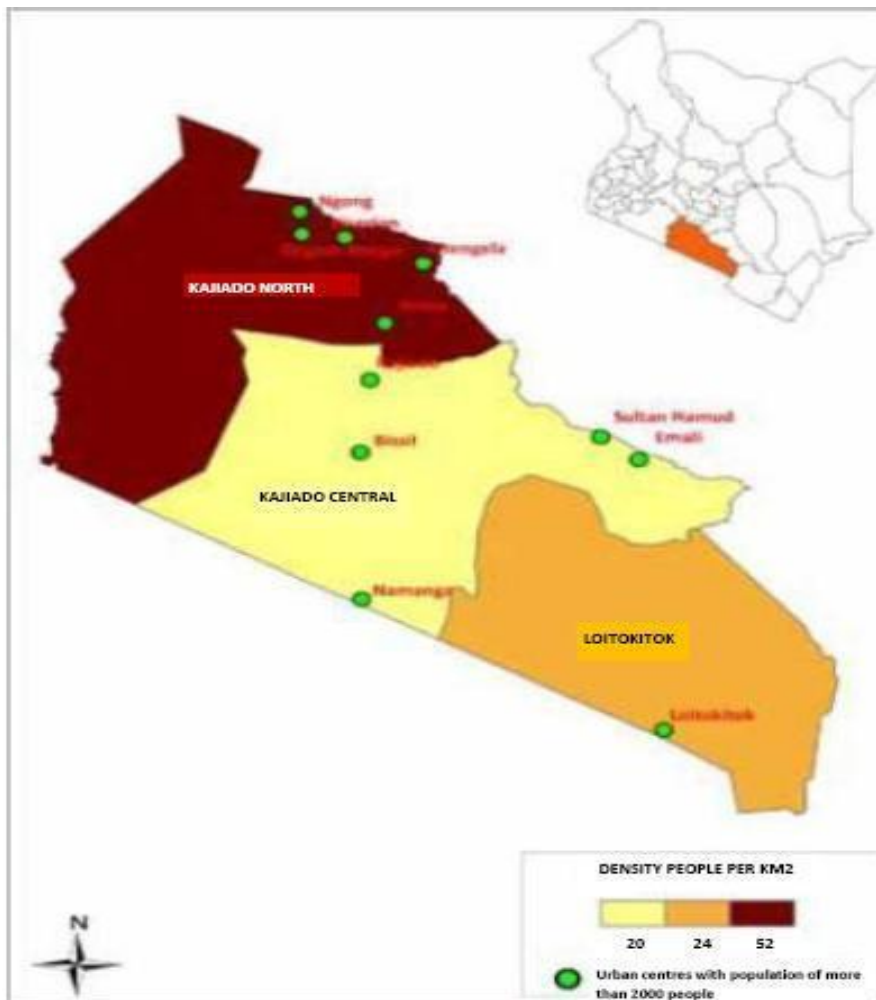 Ngong
KAJIADO NORTH
Sultan Hamud
Emali
Bissil
KAJIADO CENTRAL
Namanga
LOITOKITOK
Loitokitok
DENSITY PEOPLE PER KM2
20 24 52
N
Urban centres with population of more
than 2000 people